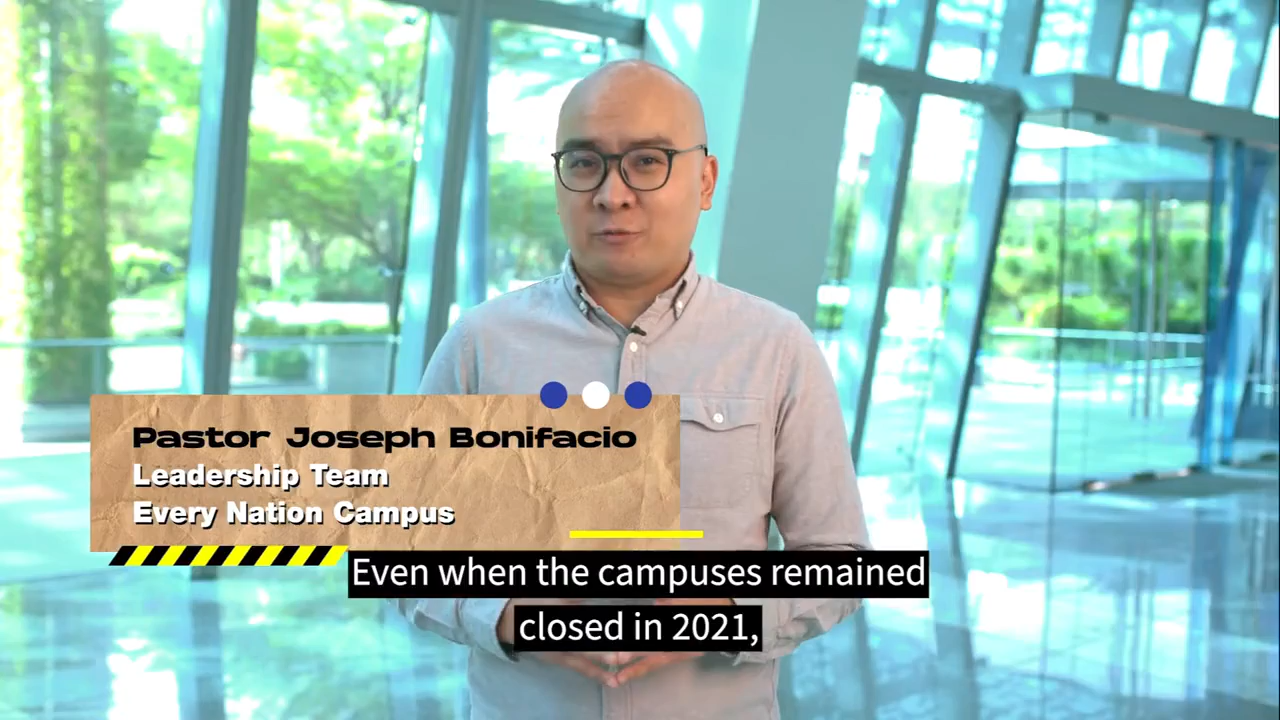 Pastor Joseph Bonifacio
Leadership Team
Every Nation Campus
Even when the campuses remained
closed in 2021,